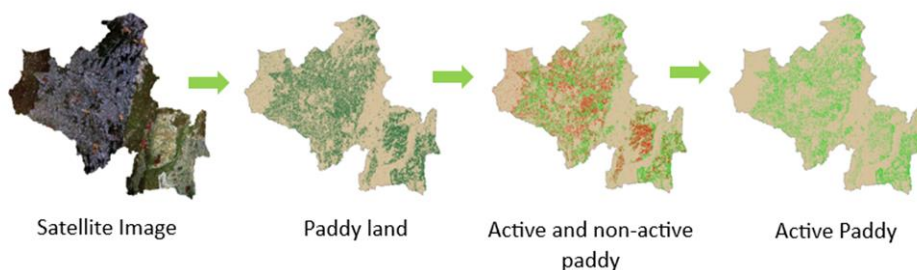 Satellite Image
Paddy land
Active and non-active
paddy
Active Paddy